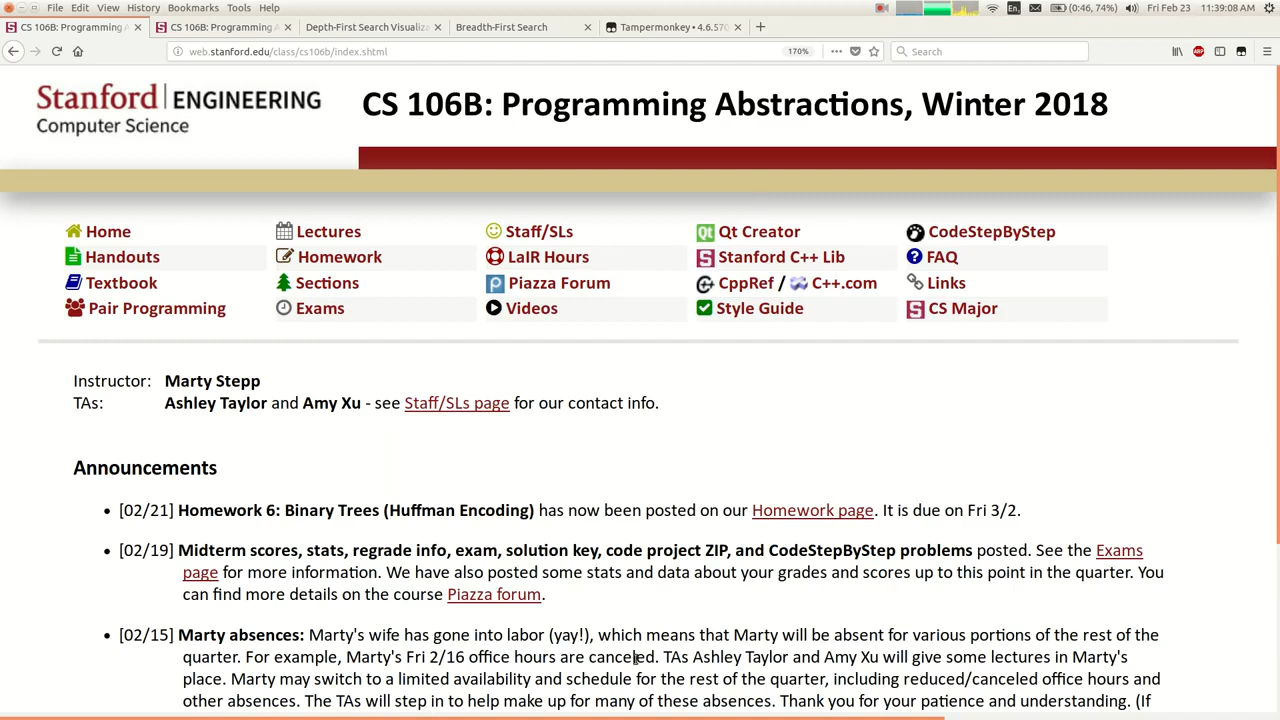 File Edit View History Bookmarks Tools Help
En (0:46, 74%) Fri Feb 23 11:39:08 AM
CS 106B: Programming A CS 106B: Programming A Depth-First Search Visualiza Breadth-First Search Tampermonkey • 4.6.570
web.stanford.edu/class/cs106b/index.shtml 170% Search
Stanford ENGINEERING
Computer Science
CS 106B: Programming Abstractions, Winter 2018
Home Lectures Staff/SLs Qt Creator CodeStepByStep
Handouts Homework LaIR Hours Stanford C++ Lib FAQ
Textbook Sections Piazza Forum CppRef / C++.com Links
Pair Programming Exams Videos Style Guide CS Major
Instructor: Marty Stepp
TAs: Ashley Taylor and Amy Xu - see Staff/SLs page for our contact info.
Announcements
• [02/21] Homework 6: Binary Trees (Huffman Encoding) has now been posted on our Homework page. It is due on Fri 3/2.
• [02/19] Midterm scores, stats, regrade info, exam, solution key, code project ZIP, and CodeStepByStep problems posted. See the Exams
page for more information. We have also posted some stats and data about your grades and scores up to this point in the quarter. You
can find more details on the course Piazza forum.
• [02/15] Marty absences: Marty's wife has gone into labor (yay!), which means that Marty will be absent for various portions of the rest of the
quarter. For example, Marty's Fri 2/16 office hours are canceled. TAs Ashley Taylor and Amy Xu will give some lectures in Marty's
place. Marty may switch to a limited availability and schedule for the rest of the quarter, including reduced/canceled office hours and
other absences. The TAs will step in to help make up for many of these absences. Thank you for your patience and understanding. (If